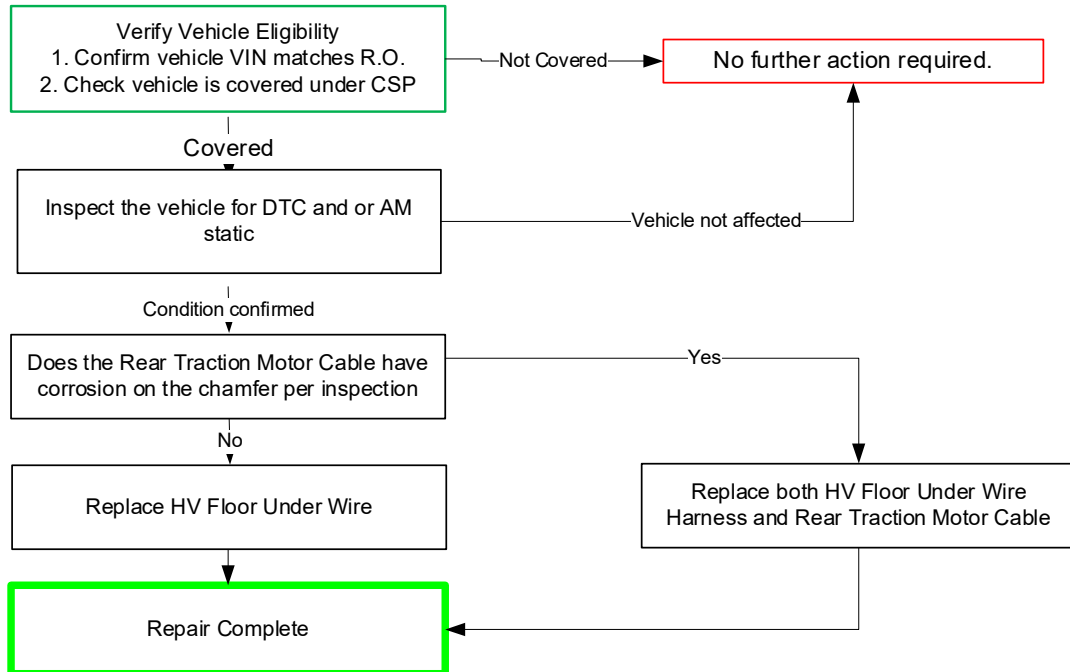 Verify Vehicle Eligibility
1. Confirm vehicle VIN matches R.O.
2. Check vehicle is covered under CSP
Not Covered
No further action required.
Covered
Inspect the vehicle for DTC and or AM
static
Vehicle not affected
Condition confirmed
Does the Rear Traction Motor Cable have
corrosion on the chamfer per inspection
Yes
No
Replace HV Floor Under Wire
Replace both HV Floor Under Wire
Harness and Rear Traction Motor Cable
Repair Complete